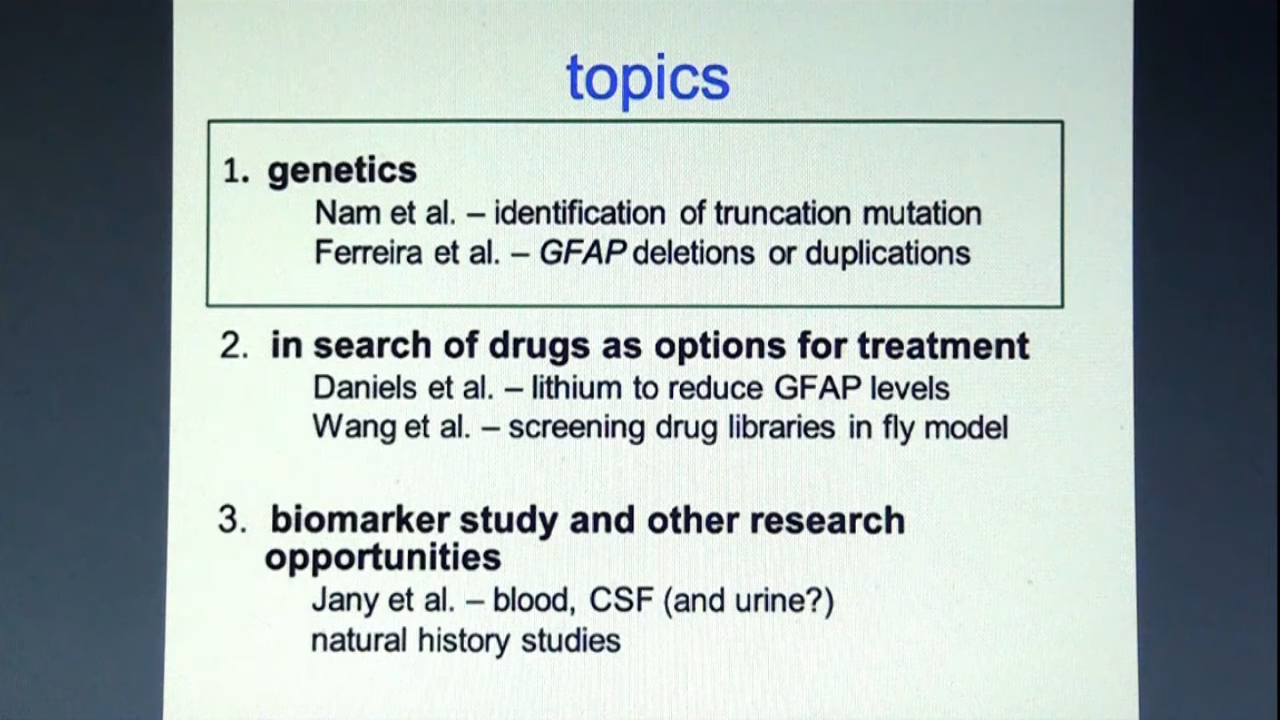 topics
1. genetics
Nam et al. – identification of truncation mutation
Ferreira et al. – GFAP deletions or duplications
2. in search of drugs as options for treatment
Daniels et al. – lithium to reduce GFAP levels
Wang et al. – screening drug libraries in fly model
3. biomarker study and other research
opportunities
Jany et al. – blood, CSF (and urine?)
natural history studies